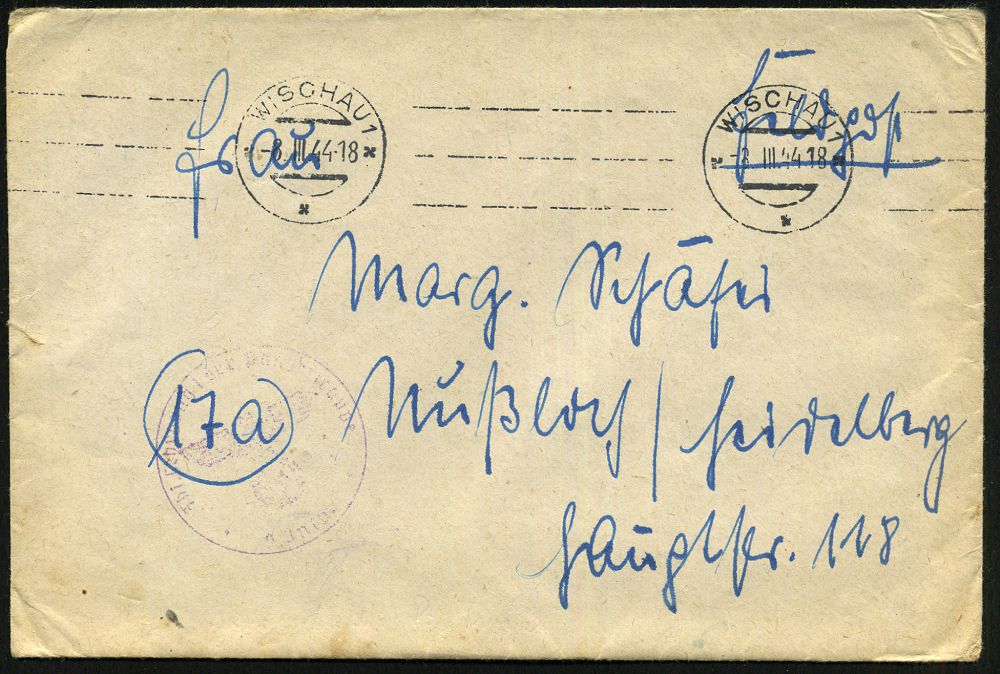 WISCHAU 1
-8.III.44-18
WISCHAU 1
-8.III.44-18
Frau
Feldpost
Marg. Schäfer
17a Nußloch / Heidelberg
Hauptstr. 118